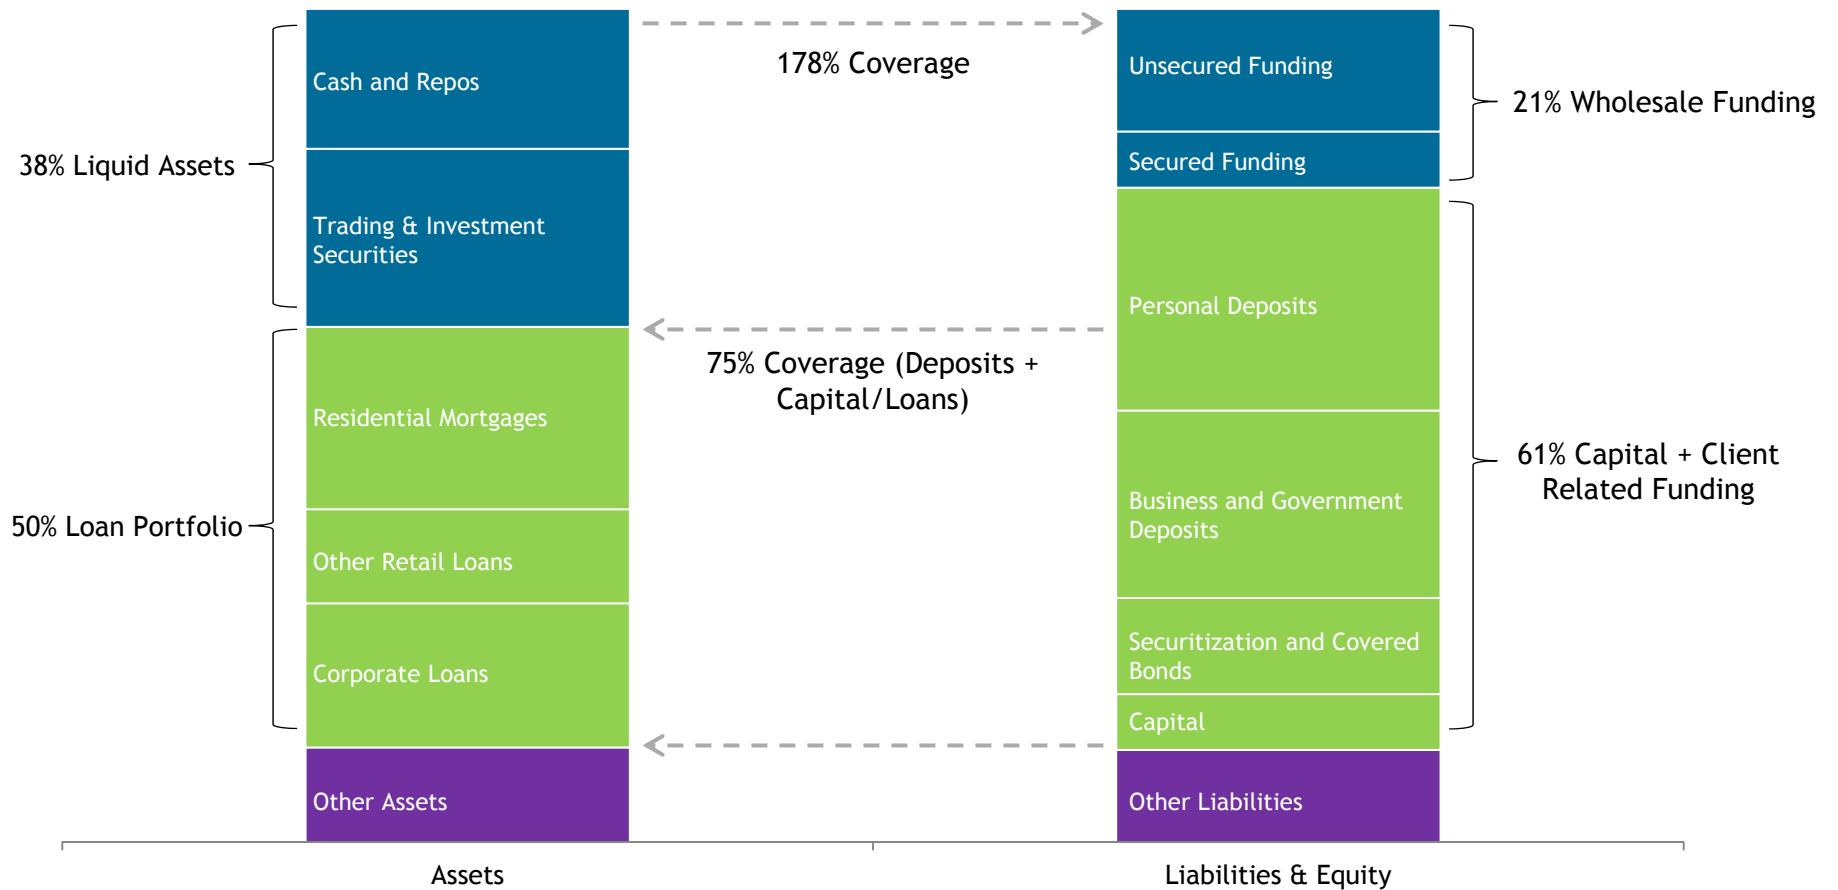 178% Coverage
Cash and Repos
Unsecured Funding
21% Wholesale Funding
38% Liquid Assets
Secured Funding
Trading & Investment
Securities
Personal Deposits
75% Coverage (Deposits +
Capital/Loans)
Residential Mortgages
61% Capital + Client
Related Funding
Business and Government
Deposits
50% Loan Portfolio
Other Retail Loans
Securitization and Covered
Bonds
Corporate Loans
Capital
Other Assets
Other Liabilities
Assets
Liabilities & Equity